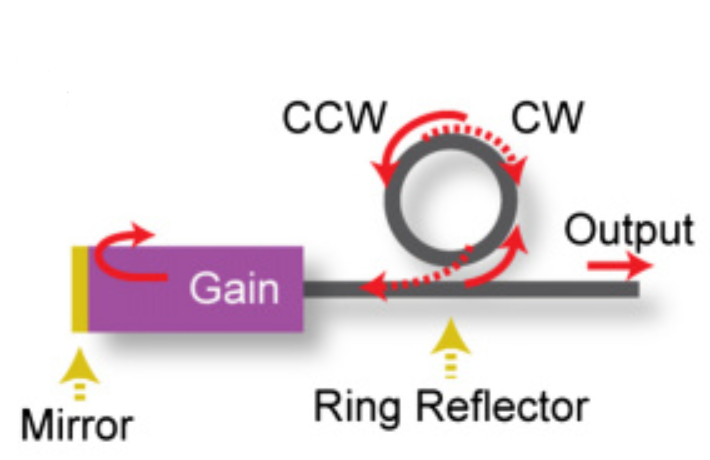 CCW
CW
Output
Gain
Ring Reflector
Mirror